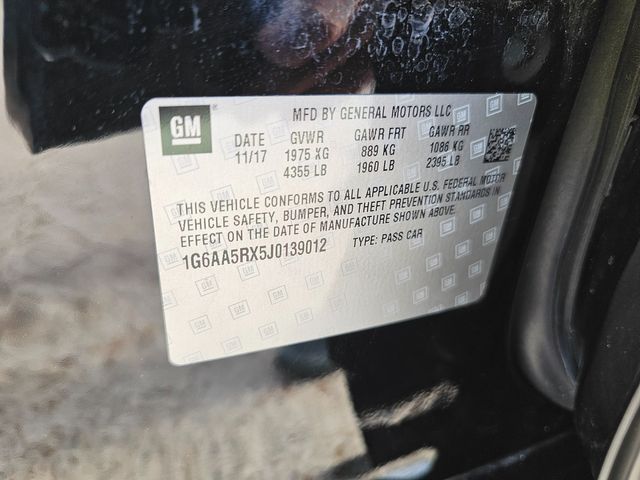 GM
MFD BY GENERAL MOTORS LLC
DATE GVWR GAWR FRT GAWR RR
11/17 1975 KG 889 KG 1086 KG
4355 LB 1960 LB 2395 LB
THIS VEHICLE CONFORMS TO ALL APPLICABLE U.S. FEDERAL MOTOR
VEHICLE SAFETY, BUMPER, AND THEFT PREVENTION STANDARDS IN
EFFECT ON THE DATE OF MANUFACTURE SHOWN ABOVE.
1G6AA5RX5J0139012 TYPE: PASS CAR